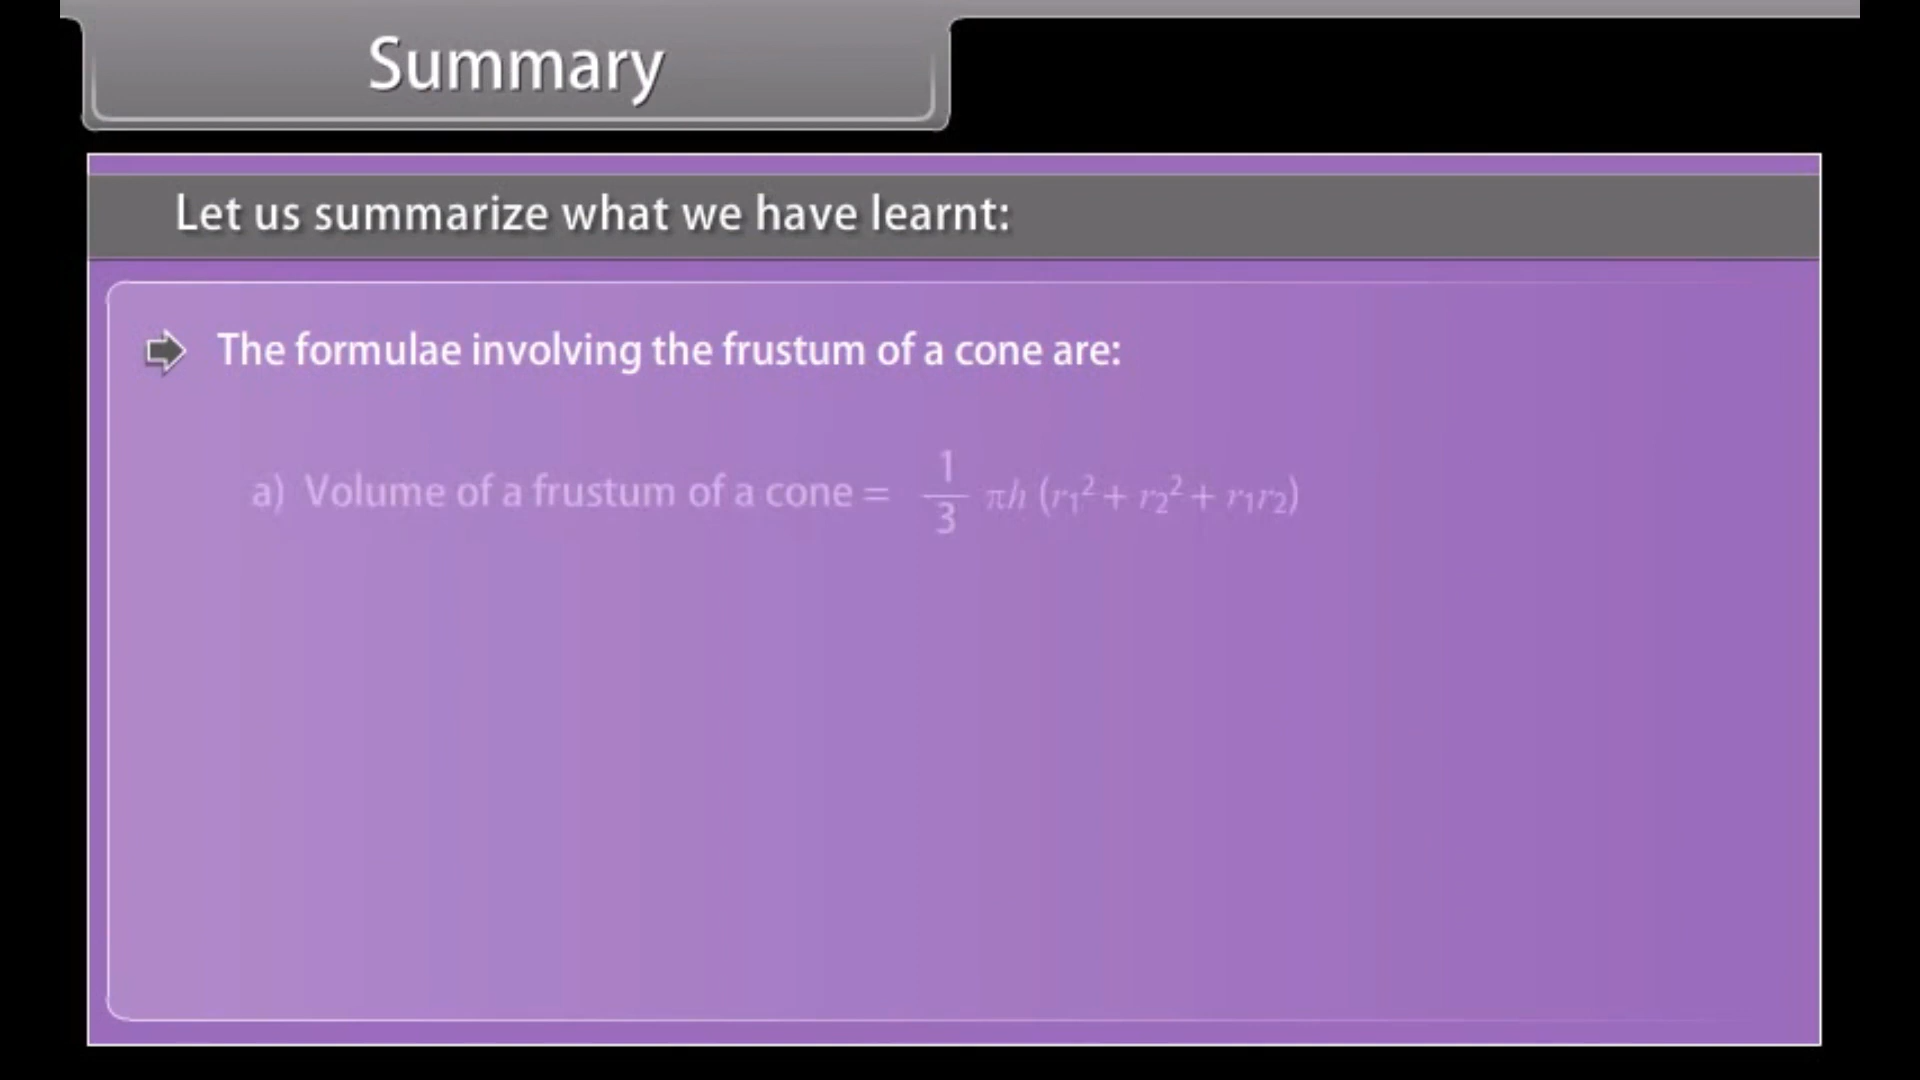 Summary
Let us summarize what we have learnt:
The formulae involving the frustum of a cone are:
a) Volume of a frustum of a cone = 1/3 πh (r₁² + r₂² + r₁r₂)